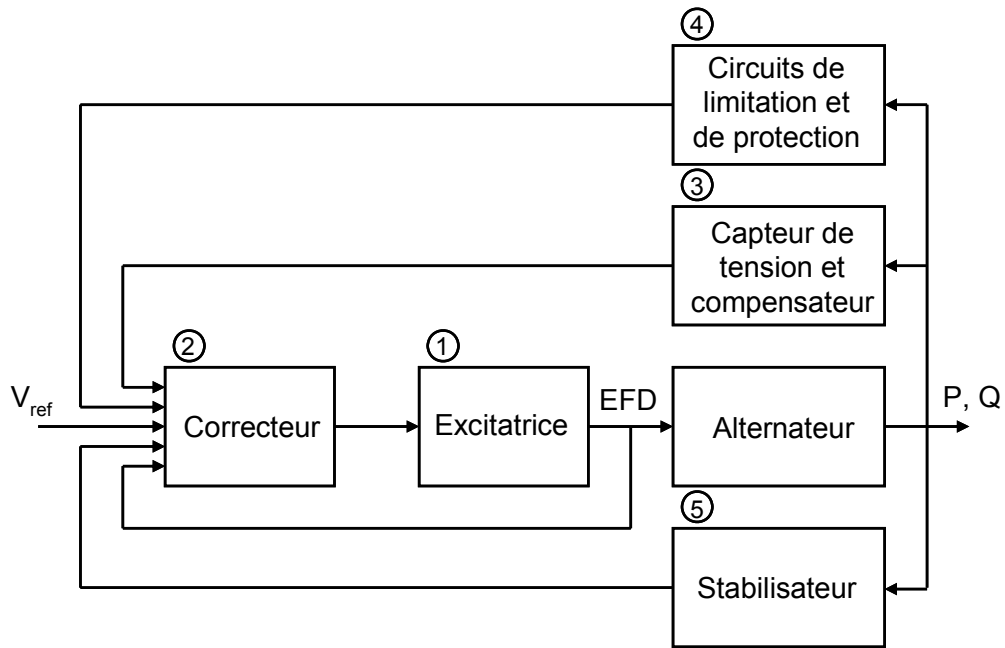 ④
Circuits de
limitation et
de protection
③
Capteur de
tension et
compensateur
②
①
V_ref
Correcteur
Excitatrice
EFD
Alternateur
P, Q
⑤
Stabilisateur